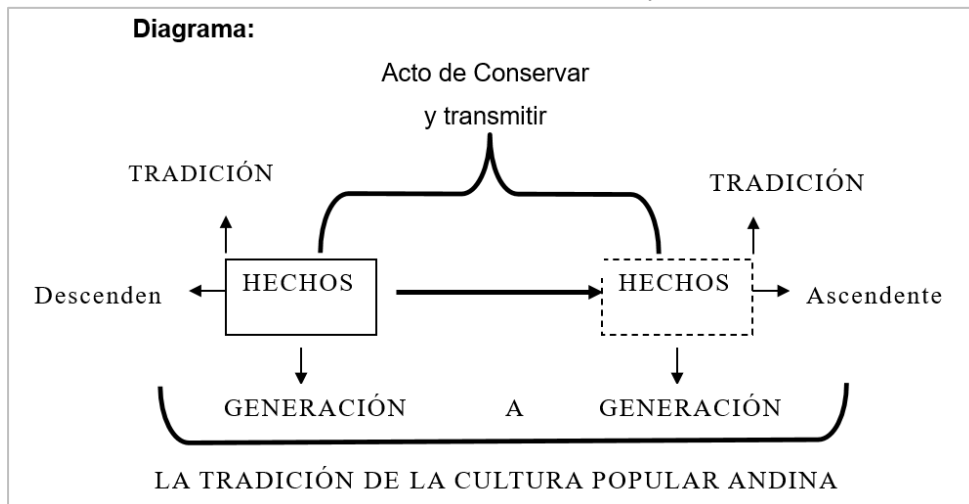 Diagrama:
Acto de Conservar
y transmitir
TRADICIÓN
TRADICIÓN
HECHOS
HECHOS
Descenden
Ascendente
GENERACIÓN A GENERACIÓN
LA TRADICIÓN DE LA CULTURA POPULAR ANDINA